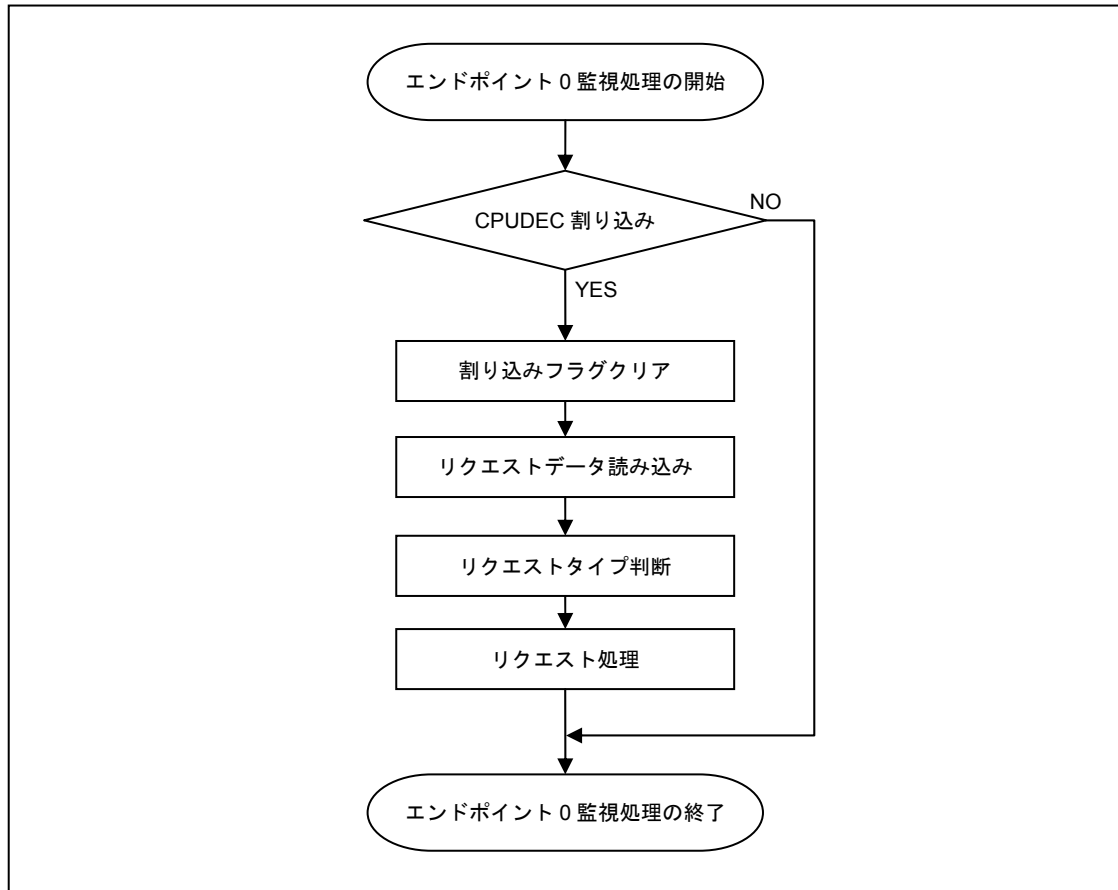 エンドポイント 0 監視処理の開始
CPUDEC 割り込み
NO
YES
割り込みフラグクリア
リクエストデータ読み込み
リクエストタイプ判断
リクエスト処理
エンドポイント 0 監視処理の終了